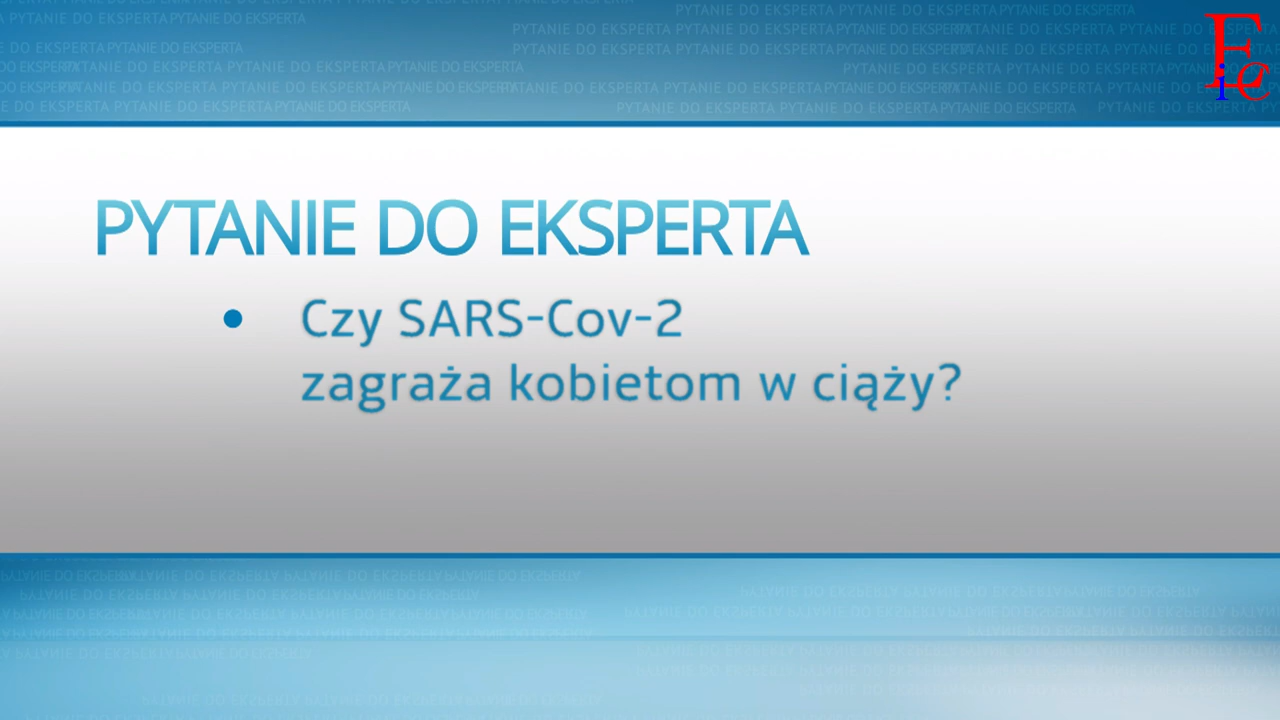 PYTANIE DO EKSPERTA
• Czy SARS-Cov-2
zagraża kobietom w ciąży?